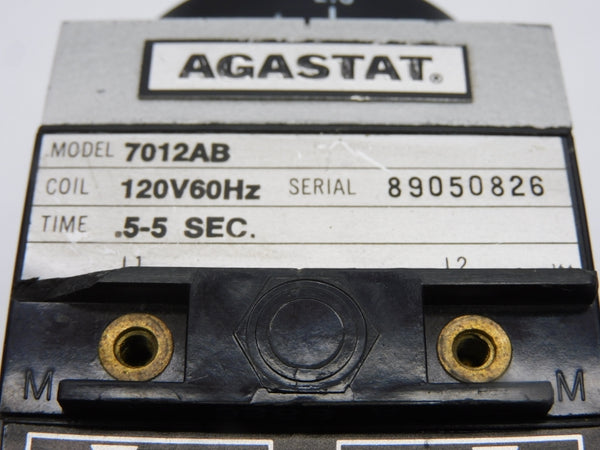 AGASTAT®
MODEL 7012AB
COIL 120V60Hz SERIAL 89050826
TIME .5-5 SEC.
L1 L2
M M